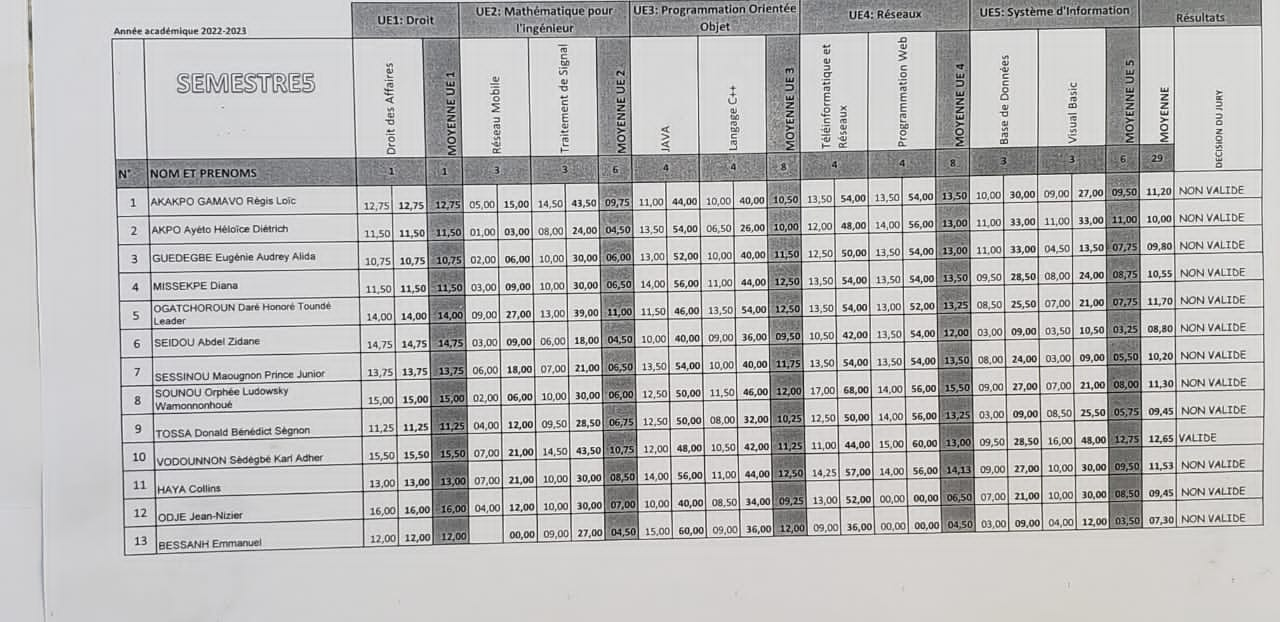 Année académique 2022-2023
UE1: Droit
UE2: Mathématique pour l'ingénieur
UE3: Programmation Orientée Objet
UE4: Réseaux
UE5: Système d'Information
Résultats
SEMESTRE5
Droit des Affaires
MOYENNE UE 1
Réseau Mobile
Traitement de Signal
MOYENNE UE 2
JAVA
Langage C++
MOYENNE UE 3
Téléinformatique et Réseaux
Programmation Web
MOYENNE UE 4
Base de Données
Visual Basic
MOYENNE UE 5
MOYENNE
DECISION DU JURY
N° NOM ET PRENOMS 1 1 3 3 6 4 4 8 4 4 8 3 3 6 29
1 AKAKPO GAMAVO Règis Loïc 12,75 12,75 12,75 05,00 15,00 14,50 43,50 09,75 11,00 44,00 10,00 40,00 10,50 13,50 54,00 13,50 54,00 13,50 10,00 30,00 09,00 27,00 09,50 11,20 NON VALIDE
2 AKPO Ayéto Héloïce Diétrich 11,50 11,50 11,50 01,00 03,00 08,00 24,00 04,50 13,50 54,00 06,50 26,00 10,00 12,00 48,00 14,00 56,00 13,00 11,00 33,00 11,00 33,00 11,00 10,00 NON VALIDE
3 GUEDEGBE Eugénie Audrey Alida 10,75 10,75 10,75 02,00 06,00 10,00 30,00 06,00 13,00 52,00 10,00 40,00 11,50 12,50 50,00 13,50 54,00 13,00 11,00 33,00 04,50 13,50 07,75 09,80 NON VALIDE
4 MISSEKPE Diana 11,50 11,50 11,50 03,00 09,00 10,00 30,00 06,50 14,00 56,00 11,00 44,00 12,50 13,50 54,00 13,50 54,00 13,50 09,50 28,50 08,00 24,00 08,75 10,55 NON VALIDE
5 OGATCHOROUN Daré Honoré Toundé Leader 14,00 14,00 14,00 09,00 27,00 13,00 39,00 11,00 11,50 46,00 13,50 54,00 12,50 13,50 54,00 13,00 52,00 13,25 08,50 25,50 07,00 21,00 07,75 11,70 NON VALIDE
6 SEIDOU Abdel Zidane 14,75 14,75 14,75 03,00 09,00 06,00 18,00 04,50 10,00 40,00 09,00 36,00 09,50 10,50 42,00 13,50 54,00 12,00 03,00 09,00 03,50 10,50 03,25 08,80 NON VALIDE
7 SESSINOU Maougnon Prince Junior 13,75 13,75 13,75 06,00 18,00 07,00 21,00 06,50 13,50 54,00 10,00 40,00 11,75 13,50 54,00 13,50 54,00 13,50 08,00 24,00 03,00 09,00 05,50 10,20 NON VALIDE
8 SOUNOU Orphée Ludowsky Wamonnonhoué 15,00 15,00 15,00 02,00 06,00 10,00 30,00 06,00 12,50 50,00 11,50 46,00 12,00 17,00 68,00 14,00 56,00 15,50 09,00 27,00 07,00 21,00 08,00 11,30 NON VALIDE
9 TOSSA Donald Bénédict Sègnon 11,25 11,25 11,25 04,00 12,00 09,50 28,50 06,75 12,50 50,00 08,00 32,00 10,25 12,50 50,00 14,00 56,00 13,25 03,00 09,00 08,50 25,50 05,75 09,45 NON VALIDE
10 VODOUNNON Sèdégbé Karl Adher 15,50 15,50 15,50 07,00 21,00 14,50 43,50 10,75 12,00 48,00 10,50 42,00 11,25 11,00 44,00 15,00 60,00 13,00 09,50 28,50 16,00 48,00 12,75 12,65 VALIDE
11 HAYA Collins 13,00 13,00 13,00 07,00 21,00 10,00 30,00 08,50 14,00 56,00 11,00 44,00 12,50 14,25 57,00 14,00 56,00 14,13 09,00 27,00 10,00 30,00 09,50 11,53 NON VALIDE
12 ODJE Jean-Nizier 16,00 16,00 16,00 04,00 12,00 10,00 30,00 07,00 10,00 40,00 08,50 34,00 09,25 13,00 52,00 00,00 00,00 06,50 07,00 21,00 10,00 30,00 08,50 09,45 NON VALIDE
13 BESSANH Emmanuel 12,00 12,00 12,00 00,00 09,00 27,00 04,50 15,00 60,00 09,00 36,00 12,00 09,00 36,00 00,00 00,00 04,50 03,00 09,00 04,00 12,00 03,50 07,30 NON VALIDE